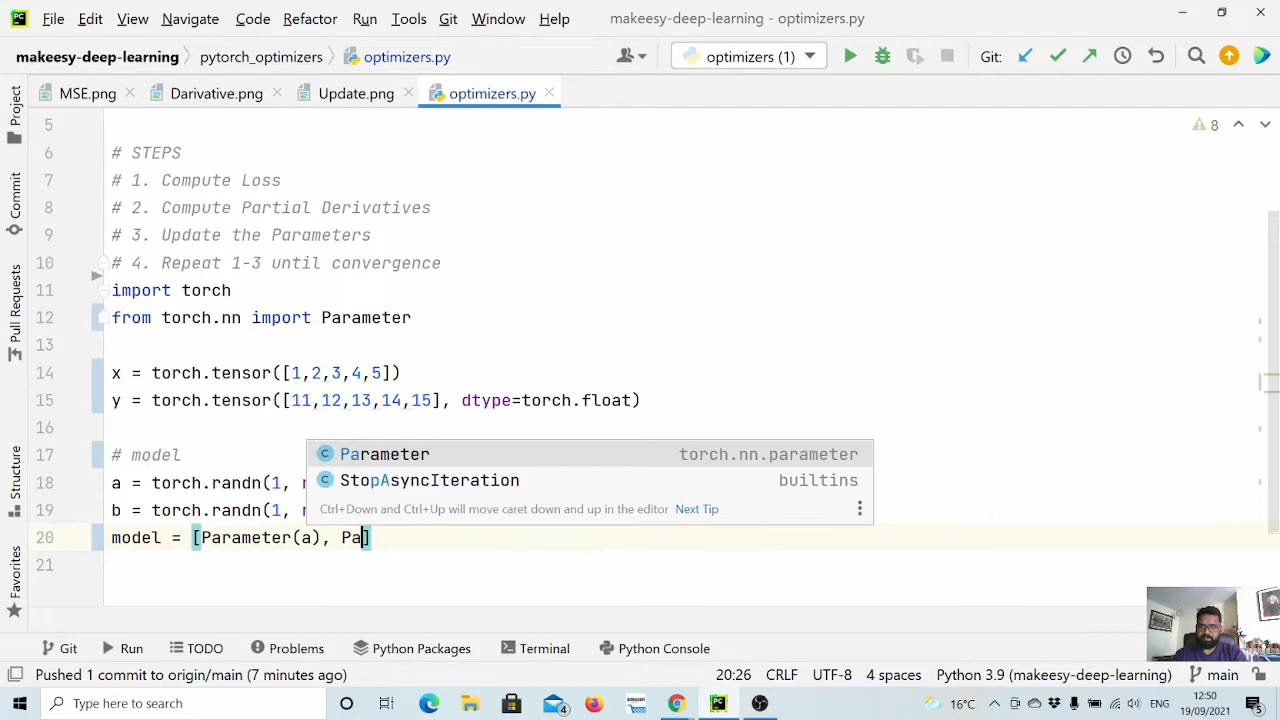 File Edit View Navigate Code Refactor Run Tools Git Window Help makeesy-deep-learning - optimizers.py
makeesy-deep-learning pytorch_optimizers optimizers.py optimizers (1) Git:
MSE.png Darivative.png Update.png optimizers.py
5
8
6 # STEPS
7 # 1. Compute Loss
8 # 2. Compute Partial Derivatives
9 # 3. Update the Parameters
10 # 4. Repeat 1-3 until convergence
11 import torch
12 from torch.nn import Parameter
13
14 x = torch.tensor([1,2,3,4,5])
15 y = torch.tensor([11,12,13,14,15], dtype=torch.float)
16
17 # model
Parameter torch.nn.parameter
18 a = torch.randn(1, r
StopAsyncIteration builtins
19 b = torch.randn(1, r
Ctrl+Down and Ctrl+Up will move caret down and up in the editor Next Tip
20 model = [Parameter(a), Pa]
21
Project
Commit
Pull Requests
Structure
Favorites
Git Run TODO Problems Python Packages Terminal Python Console
Pushed 1 commit to origin/main (7 minutes ago) 20:26 CRLF UTF-8 4 spaces Python 3.9 (makeesy-deep-learning) main
Type here to search amazon 4 16°C ENG 12:50
19/09/2021 5